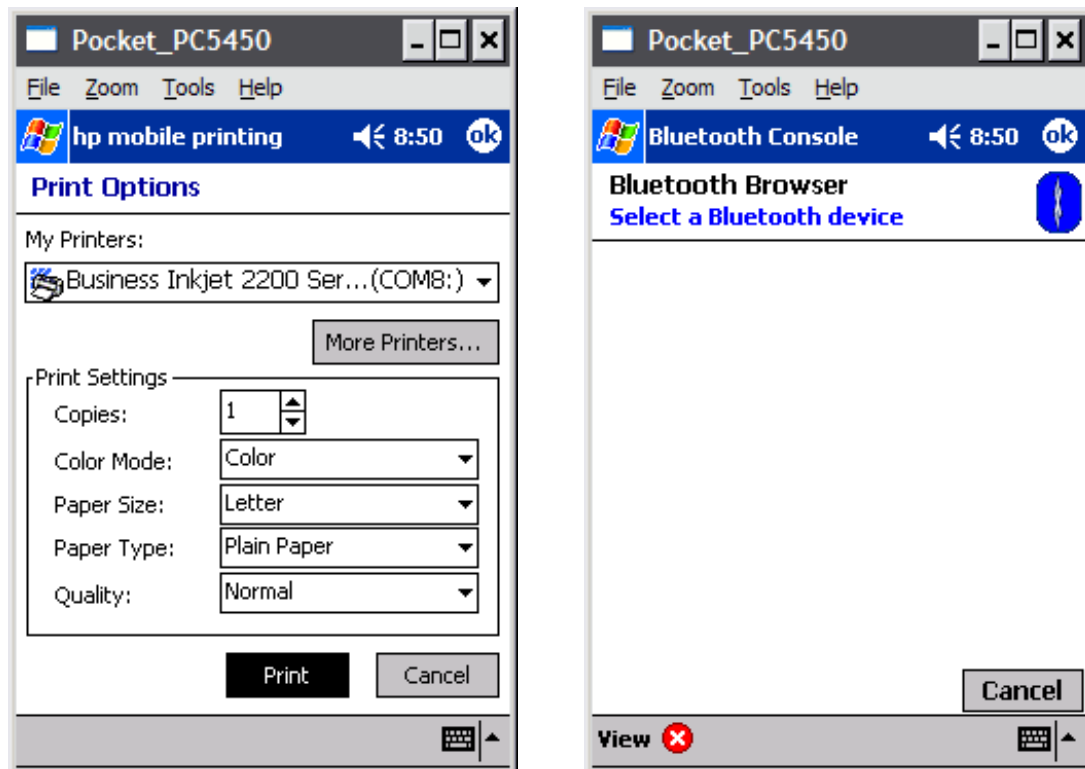 Pocket_PC5450
File Zoom Tools Help
hp mobile printing 8:50 ok
Print Options
My Printers:
Business Inkjet 2200 Ser...(COM8:)
More Printers...
Print Settings
Copies: 1
Color Mode: Color
Paper Size: Letter
Paper Type: Plain Paper
Quality: Normal
Print Cancel
Pocket_PC5450
File Zoom Tools Help
Bluetooth Console 8:50 ok
Bluetooth Browser
Select a Bluetooth device
Cancel
View